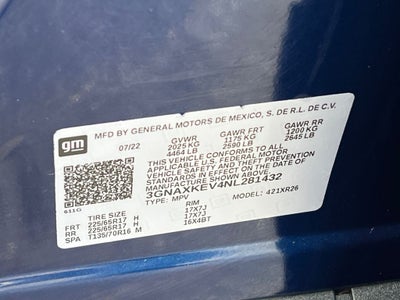 MFD BY GENERAL MOTORS DE MEXICO, S. DE R.L. DE C.V.
gm
07/22 GVWR GAWR FRT GAWR RR
2025 KG 1175 KG 1200 KG
4464 LB 2590 LB 2645 LB
THIS VEHICLE CONFORMS TO ALL
APPLICABLE U.S. FEDERAL MOTOR VEHICLE
SAFETY, BUMPER, AND THEFT
PREVENTION STANDARDS IN EFFECT ON THE
DATE OF MANUFACTURE SHOWN ABOVE.
3GNAXKEV4NL281432
611G TYPE: MPV MODEL: 421XR26
TIRE SIZE RIM
FRT 225/65R17 H 17X7J
RR 225/65R17 H 17X7J
SPA T135/70R16 M 16X4BT